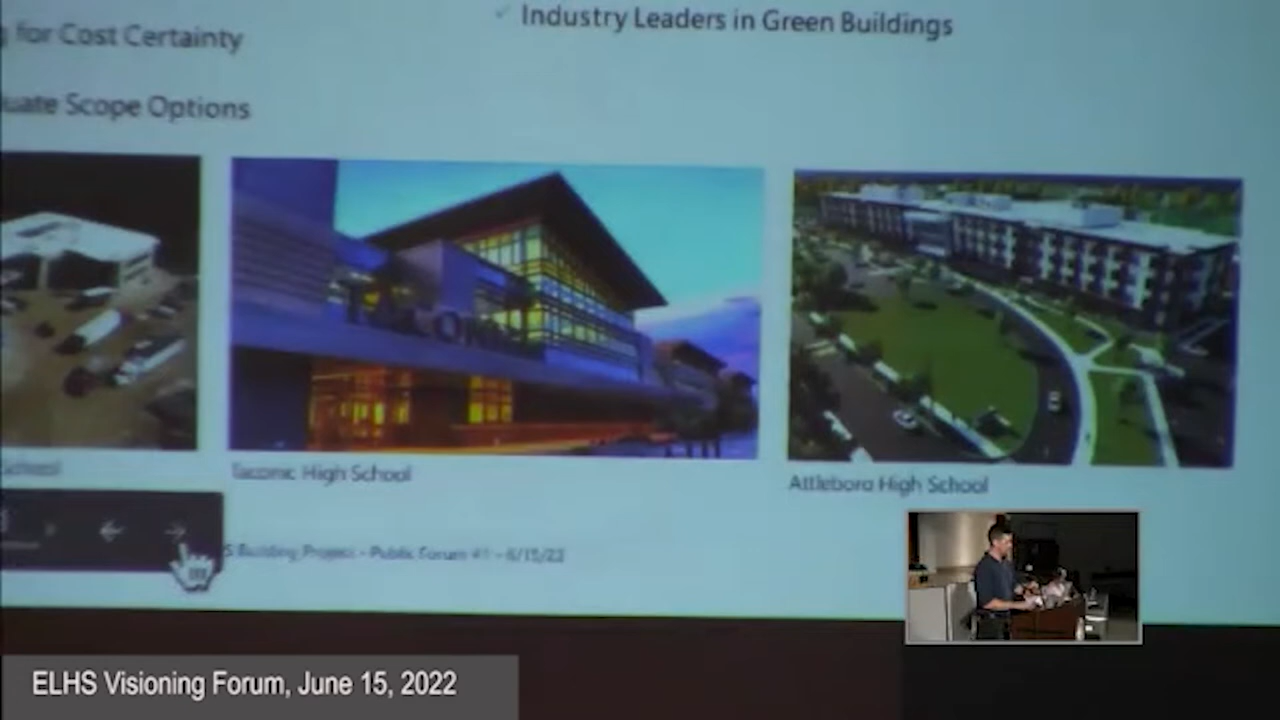 Industry Leaders in Green Buildings
for Cost Certainty
uate Scope Options
Taconic High School
Attleboro High School
S Building Project - Public Forum #1 - 6/15/22
ELHS Visioning Forum, June 15, 2022